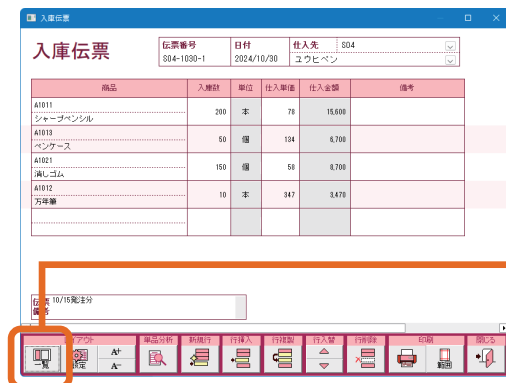 入庫伝票
入庫伝票
伝票番号 日付 仕入先 S04
S04-1030-1 2024/10/30 ユウヒペン
商品 入庫数 単位 仕入単価 仕入金額 備考
A1011
シャープペンシル 200 本 78 15,600
A1013
ペンケース 50 個 134 6,700
A1021
消しゴム 150 個 58 8,700
A1012
万年筆 10 本 347 3,470
伝票 10/15発注分
備考
レイアウト 単品分析 新規行 行挿入 行複製 行入替 行削除 印刷 閉じる
一覧 設定 A+ A- 範囲